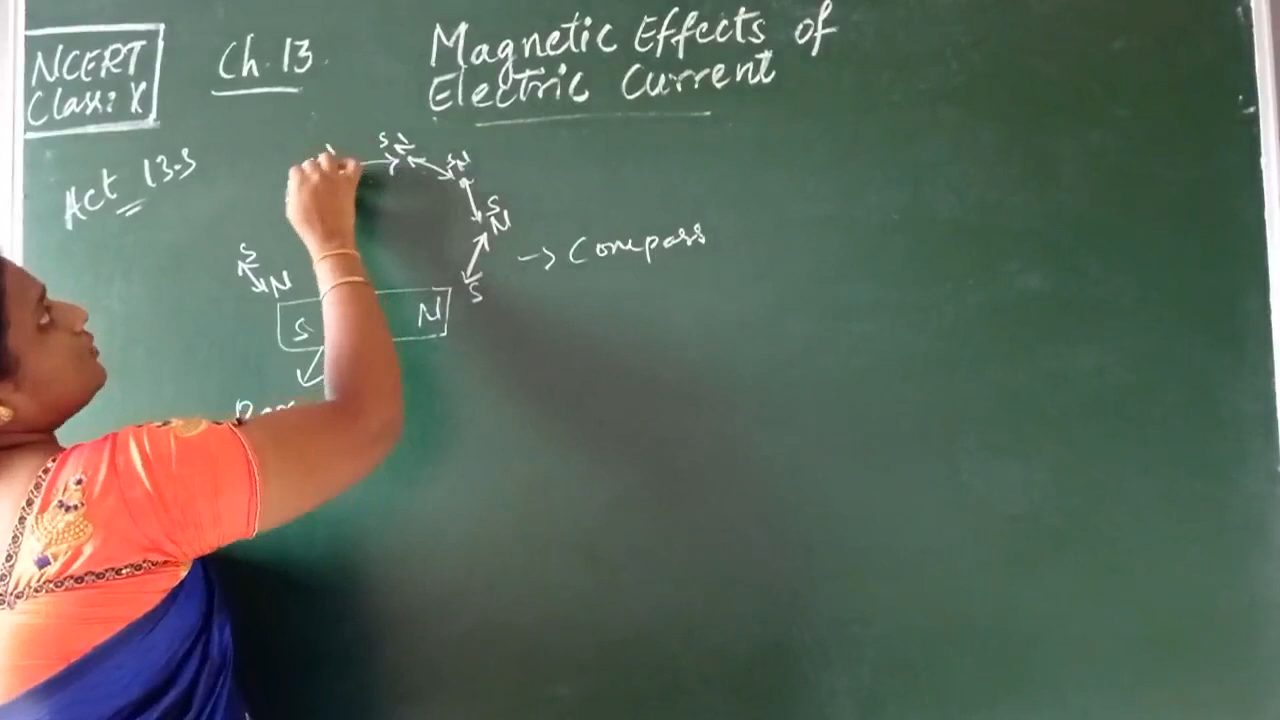 NCERT
Class: X
Ch. 13.
Magnetic Effects of
Electric Current
Act 13.3
S N
S N
S
N
S
→ Compass
S
N
S N